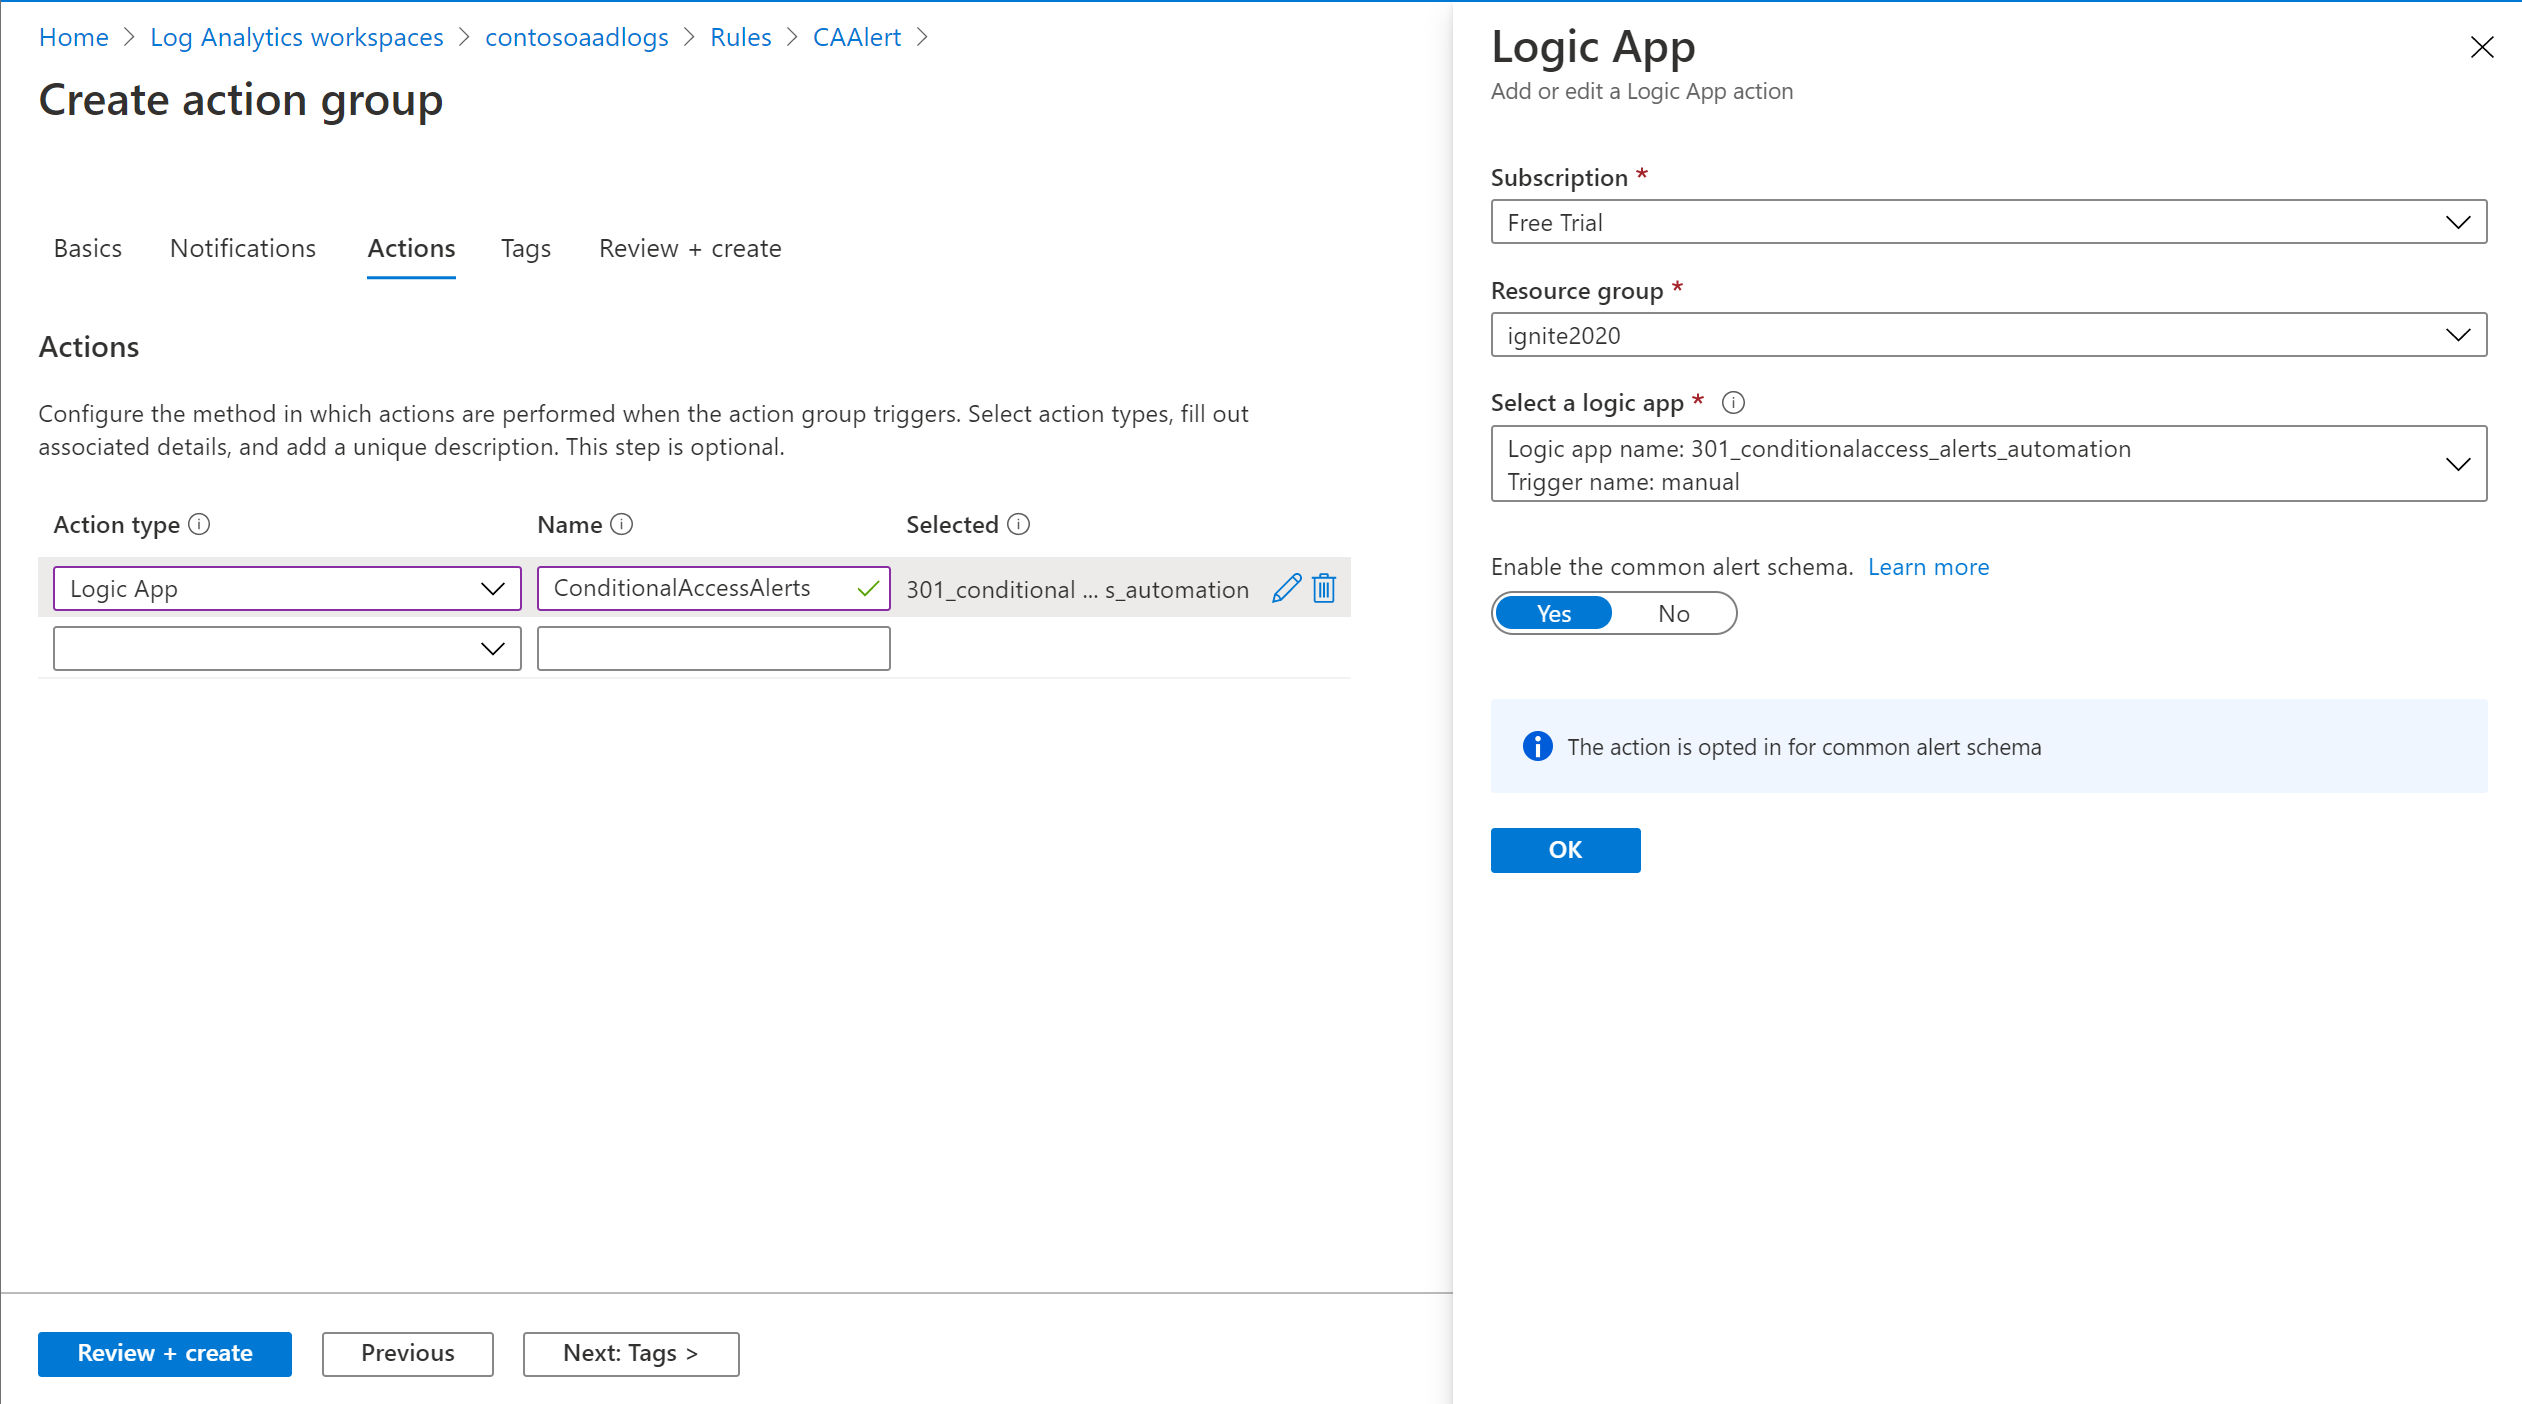 Home > Log Analytics workspaces > contosoaadlogs > Rules > CAAlert >
Create action group
Basics Notifications Actions Tags Review + create
Actions
Configure the method in which actions are performed when the action group triggers. Select action types, fill out
associated details, and add a unique description. This step is optional.
Action type Name Selected
Logic App ConditionalAccessAlerts 301_conditional ... s_automation
Review + create Previous Next: Tags >
Logic App
Add or edit a Logic App action
Subscription *
Free Trial
Resource group *
ignite2020
Select a logic app *
Logic app name: 301_conditionalaccess_alerts_automation
Trigger name: manual
Enable the common alert schema. Learn more
Yes No
The action is opted in for common alert schema
OK